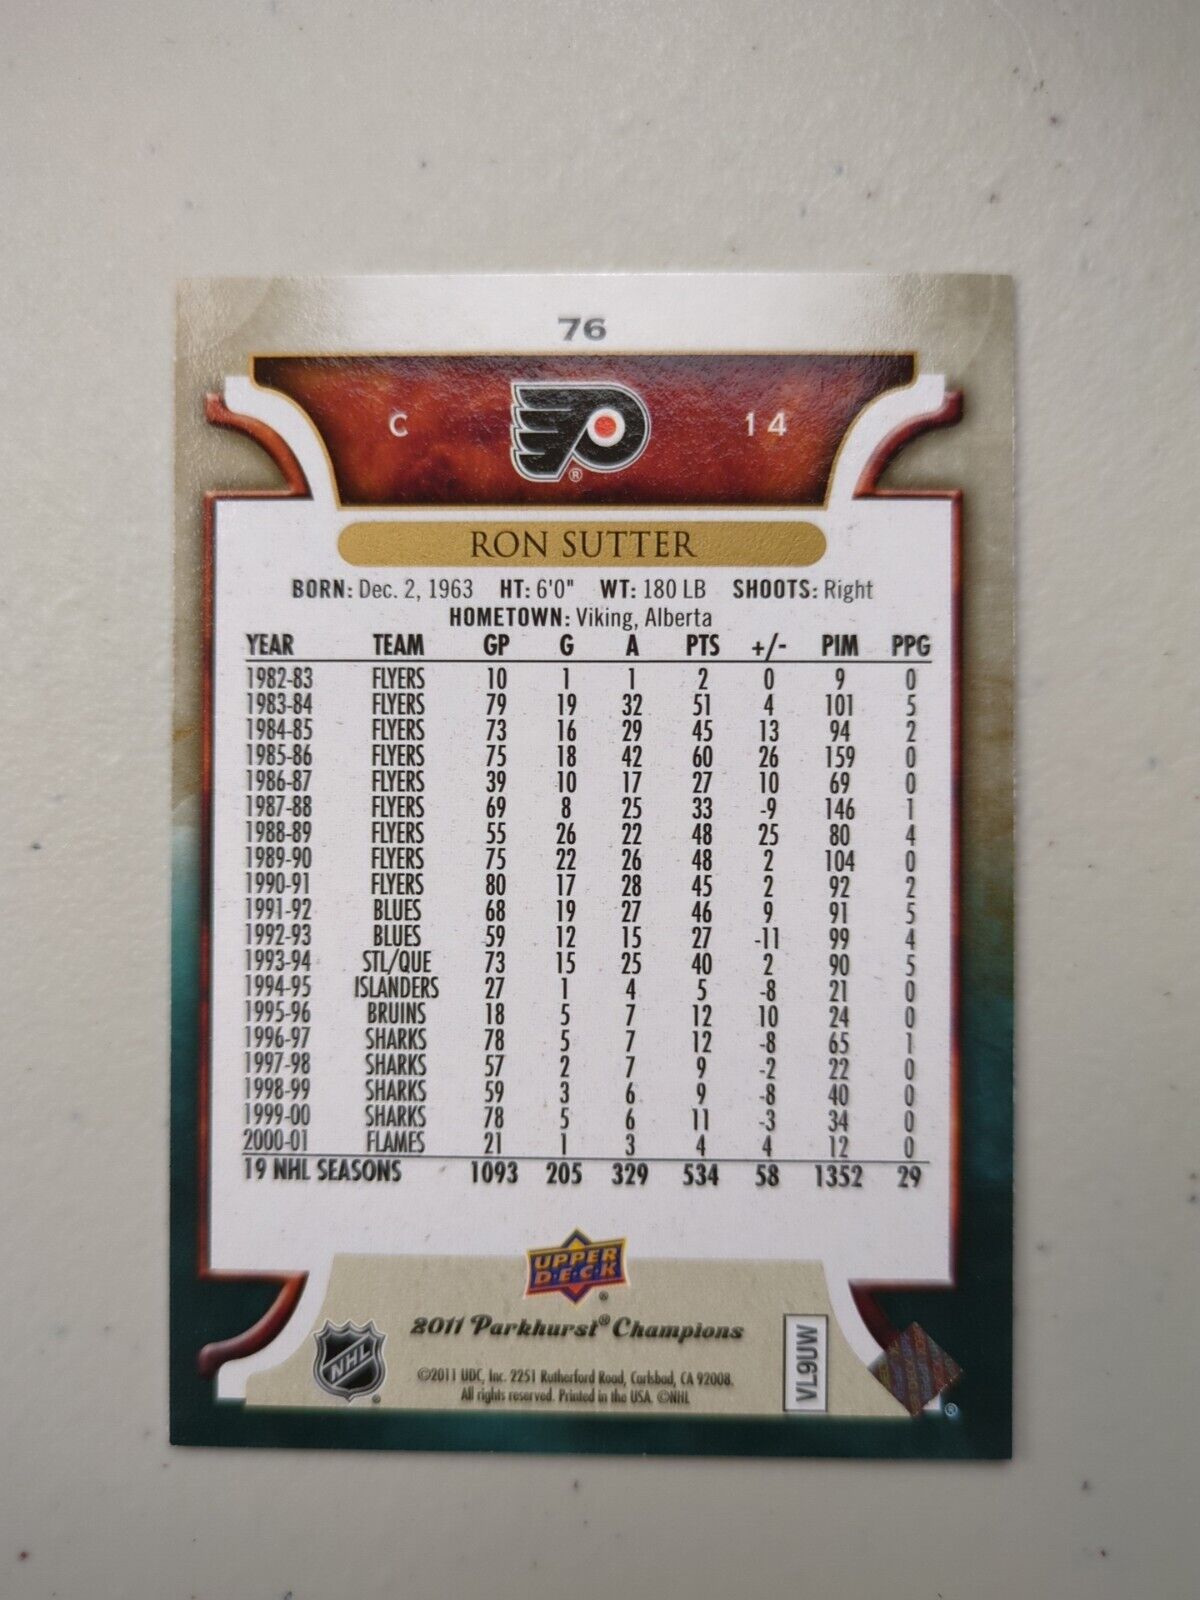 76
C 14
®
RON SUTTER
BORN: Dec. 2, 1963 HT: 6'0" WT: 180 LB SHOOTS: Right
HOMETOWN: Viking, Alberta
YEAR TEAM GP G A PTS +/- PIM PPG
1982-83 FLYERS 10 1 1 2 0 9 0
1983-84 FLYERS 79 19 32 51 4 101 5
1984-85 FLYERS 73 16 29 45 13 94 2
1985-86 FLYERS 75 18 42 60 26 159 0
1986-87 FLYERS 39 10 17 27 10 69 0
1987-88 FLYERS 69 8 25 33 -9 146 1
1988-89 FLYERS 55 26 22 48 25 80 4
1989-90 FLYERS 75 22 26 48 2 104 0
1990-91 FLYERS 80 17 28 45 2 92 2
1991-92 BLUES 68 19 27 46 9 91 5
1992-93 BLUES 59 12 15 27 -11 99 4
1993-94 STL/QUE 73 15 25 40 2 90 5
1994-95 ISLANDERS 27 1 4 5 -8 21 0
1995-96 BRUINS 18 5 7 12 10 24 0
1996-97 SHARKS 78 5 7 12 -8 65 1
1997-98 SHARKS 57 2 7 9 -2 22 0
1998-99 SHARKS 59 3 6 9 -8 40 0
1999-00 SHARKS 78 5 6 11 -3 34 0
2000-01 FLAMES 21 1 3 4 4 12 0
19 NHL SEASONS 1093 205 329 534 58 1352 29
UPPER
DECK
®
2011 Parkhurst® Champions
NHL
®
©2011 UDC, Inc. 2251 Rutherford Road, Carlsbad, CA 92008.
All rights reserved. Printed in the USA. ©NHL
VL9UW
®